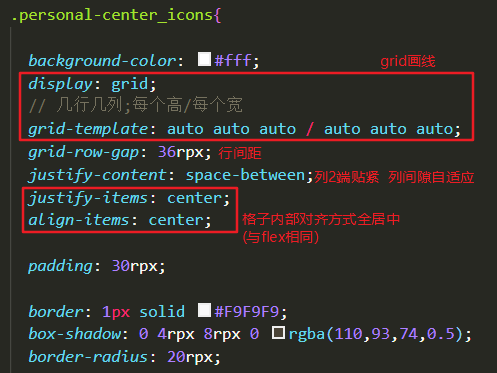 .personal-center_icons{
background-color: #fff; grid画线
display: grid;
// 几行几列;每个高/每个宽
grid-template: auto auto auto / auto auto auto;
grid-row-gap: 36rpx; 行间距
justify-content: space-between;列2端贴紧 列间隙自适应
justify-items: center;
align-items: center; 格子内部对齐方式全居中
(与flex相同)
padding: 30rpx;
border: 1px solid #F9F9F9;
box-shadow: 0 4rpx 8rpx 0 rgba(110,93,74,0.5);
border-radius: 20rpx;